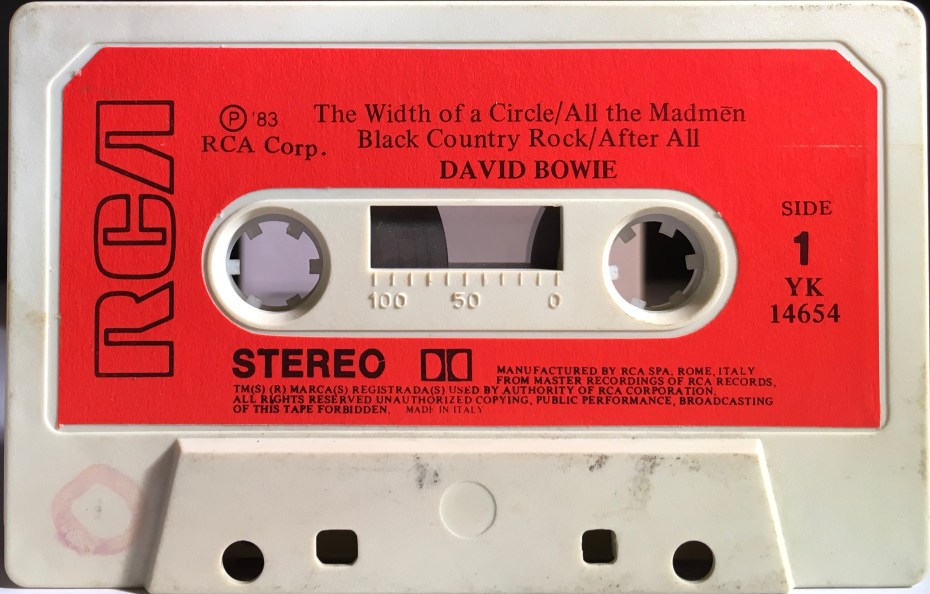 RCA
Ⓟ '83 The Width of a Circle/All the Madmēn
RCA Corp. Black Country Rock/After All
DAVID BOWIE
SIDE
1
YK
14654
100 50 0
STEREO
MANUFACTURED BY RCA SPA, ROME, ITALY
FROM MASTER RECORDINGS OF RCA RECORDS,
TM(S) (R) MARCA(S) REGISTRADA(S) USED BY AUTHORITY OF RCA CORPORATION.
ALL RIGHTS RESERVED UNAUTHORIZED COPYING, PUBLIC PERFORMANCE, BROADCASTING
OF THIS TAPE FORBIDDEN. MADE IN ITALY